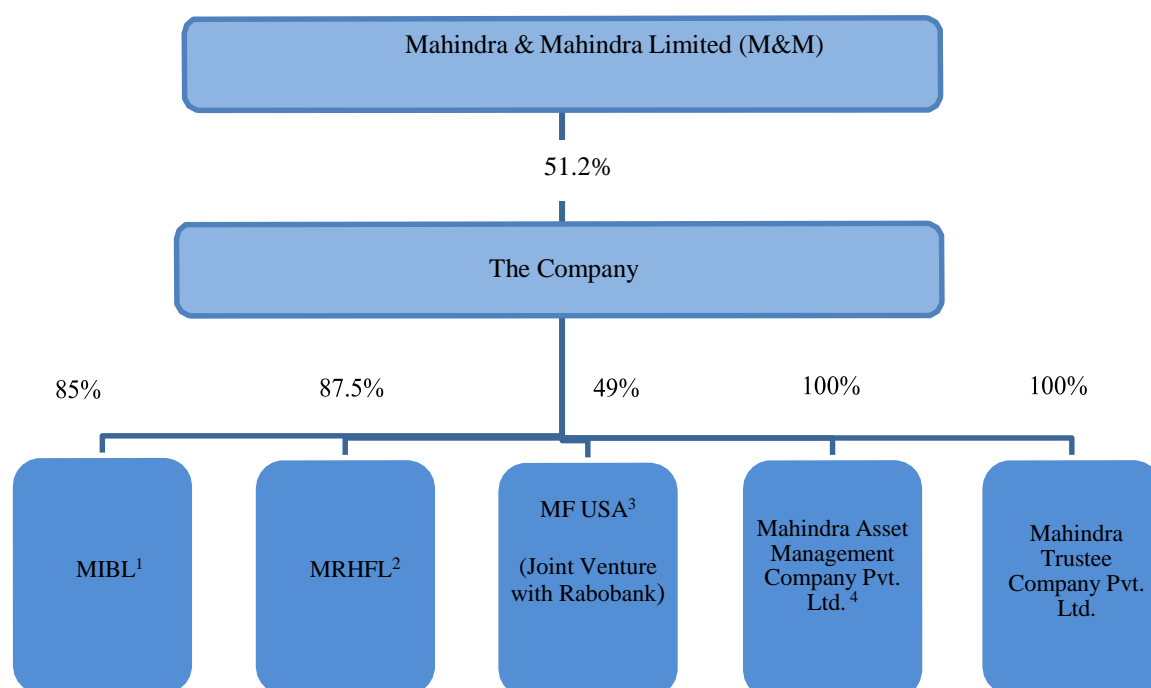 Mahindra & Mahindra Limited (M&M)
51.2%
The Company
85%
87.5%
49%
100%
100%
MIBL1
MRHFL2
MF USA3
(Joint Venture
with Rabobank)
Mahindra Asset
Management
Company Pvt.
Ltd. 4
Mahindra
Trustee
Company Pvt.
Ltd.